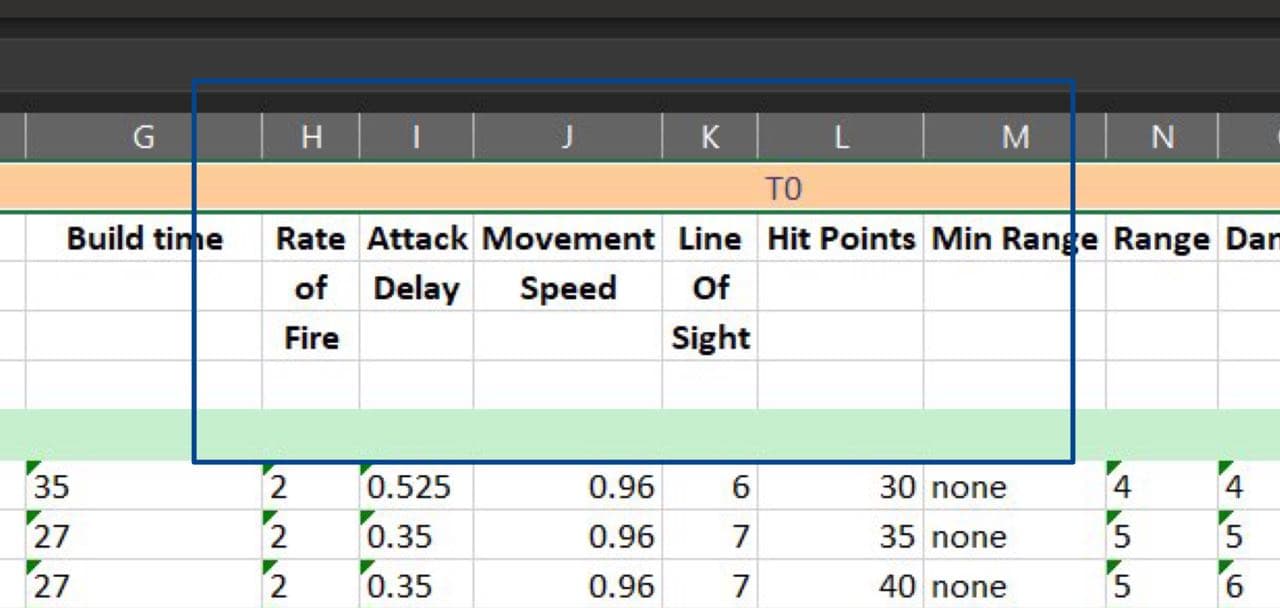 G H I J K L M N
T0
Build time Rate Attack Movement Line Hit Points Min Range Range
of Delay Speed Of
Fire Sight
35 2 0.525 0.96 6 30 none 4 4
27 2 0.35 0.96 7 35 none 5 5
27 2 0.35 0.96 7 40 none 5 6